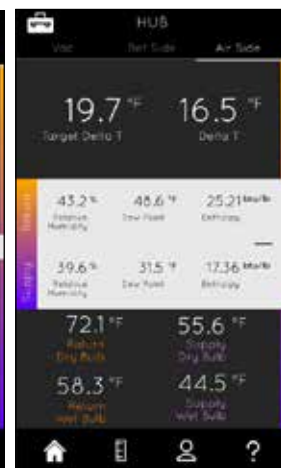 HUB
Vac Ref Side Air Side
19.7 °F 16.5 °F
Target Delta T Delta T
43.2 % 48.6 °F 25.21 btu/lb
Relative Humidity Dew Point Enthalpy
Return
39.6 % 31.5 °F 17.36 btu/lb
Relative Humidity Dew Point Enthalpy
Supply
72.1 °F 55.6 °F
Return Supply
Dry Bulb Dry Bulb
58.3 °F 44.5 °F
Return Supply
Wet Bulb Wet Bulb
?